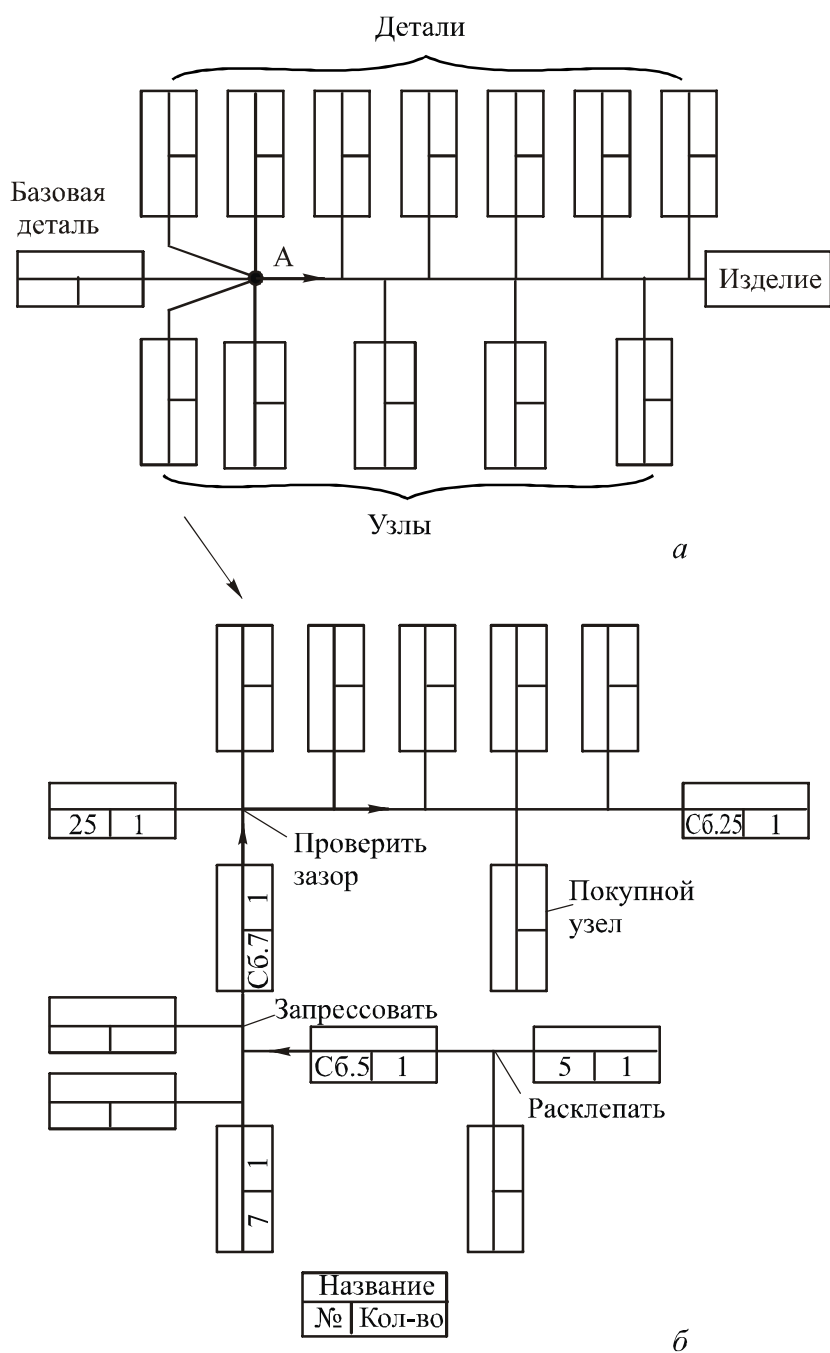 Детали
Базовая
деталь
А
Изделие
Узлы
а
25 1
Сб.25 1
Проверить
зазор
Сб.7 1
Покупной
узел
Запрессовать
Сб.5 1
5 1
Расклепать
7 1
Название
№ Кол-во
б